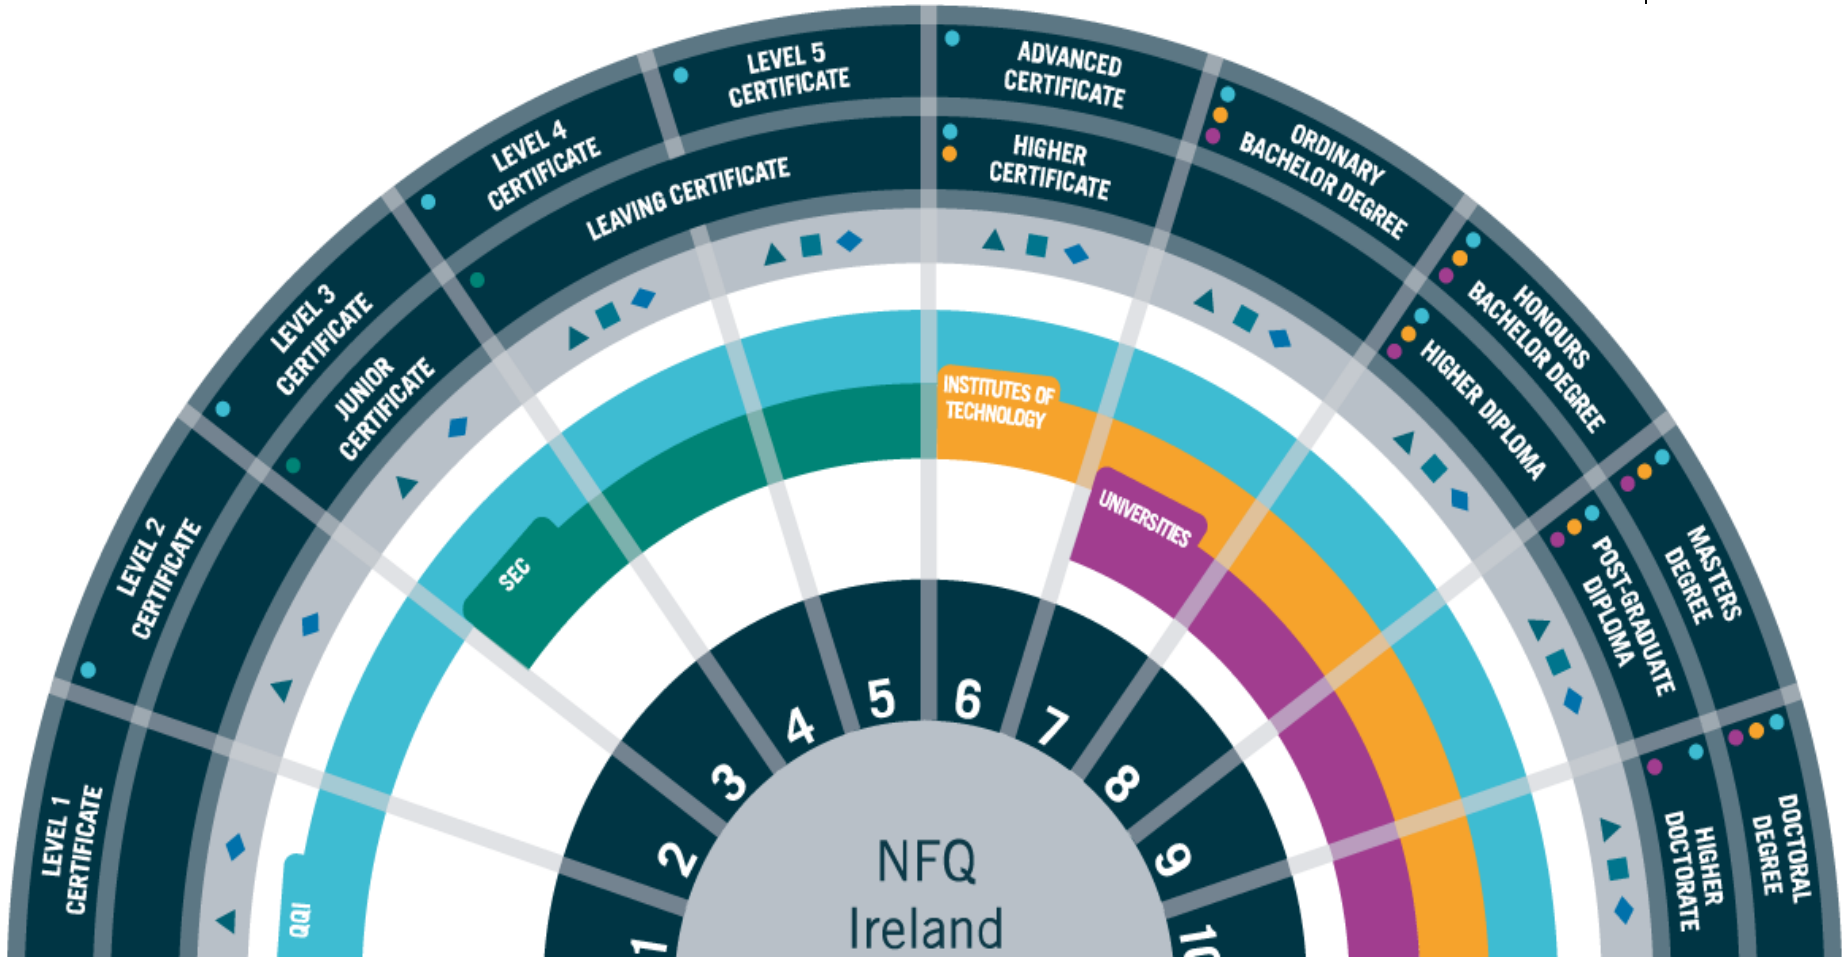 LEVEL 1
CERTIFICATE
LEVEL 2
CERTIFICATE
LEVEL 3
CERTIFICATE
JUNIOR
CERTIFICATE
LEVEL 4
CERTIFICATE
LEVEL 5
CERTIFICATE
LEAVING CERTIFICATE
ADVANCED
CERTIFICATE
HIGHER
CERTIFICATE
ORDINARY
BACHELOR DEGREE
HONOURS
BACHELOR DEGREE
HIGHER DIPLOMA
MASTERS
DEGREE
POST-GRADUATE
DIPLOMA
DOCTORAL
DEGREE
HIGHER
DOCTORATE
QQI
SEC
INSTITUTES OF
TECHNOLOGY
UNIVERSITIES
1
2
3
4
5
6
7
8
9
10
NFQ
Ireland